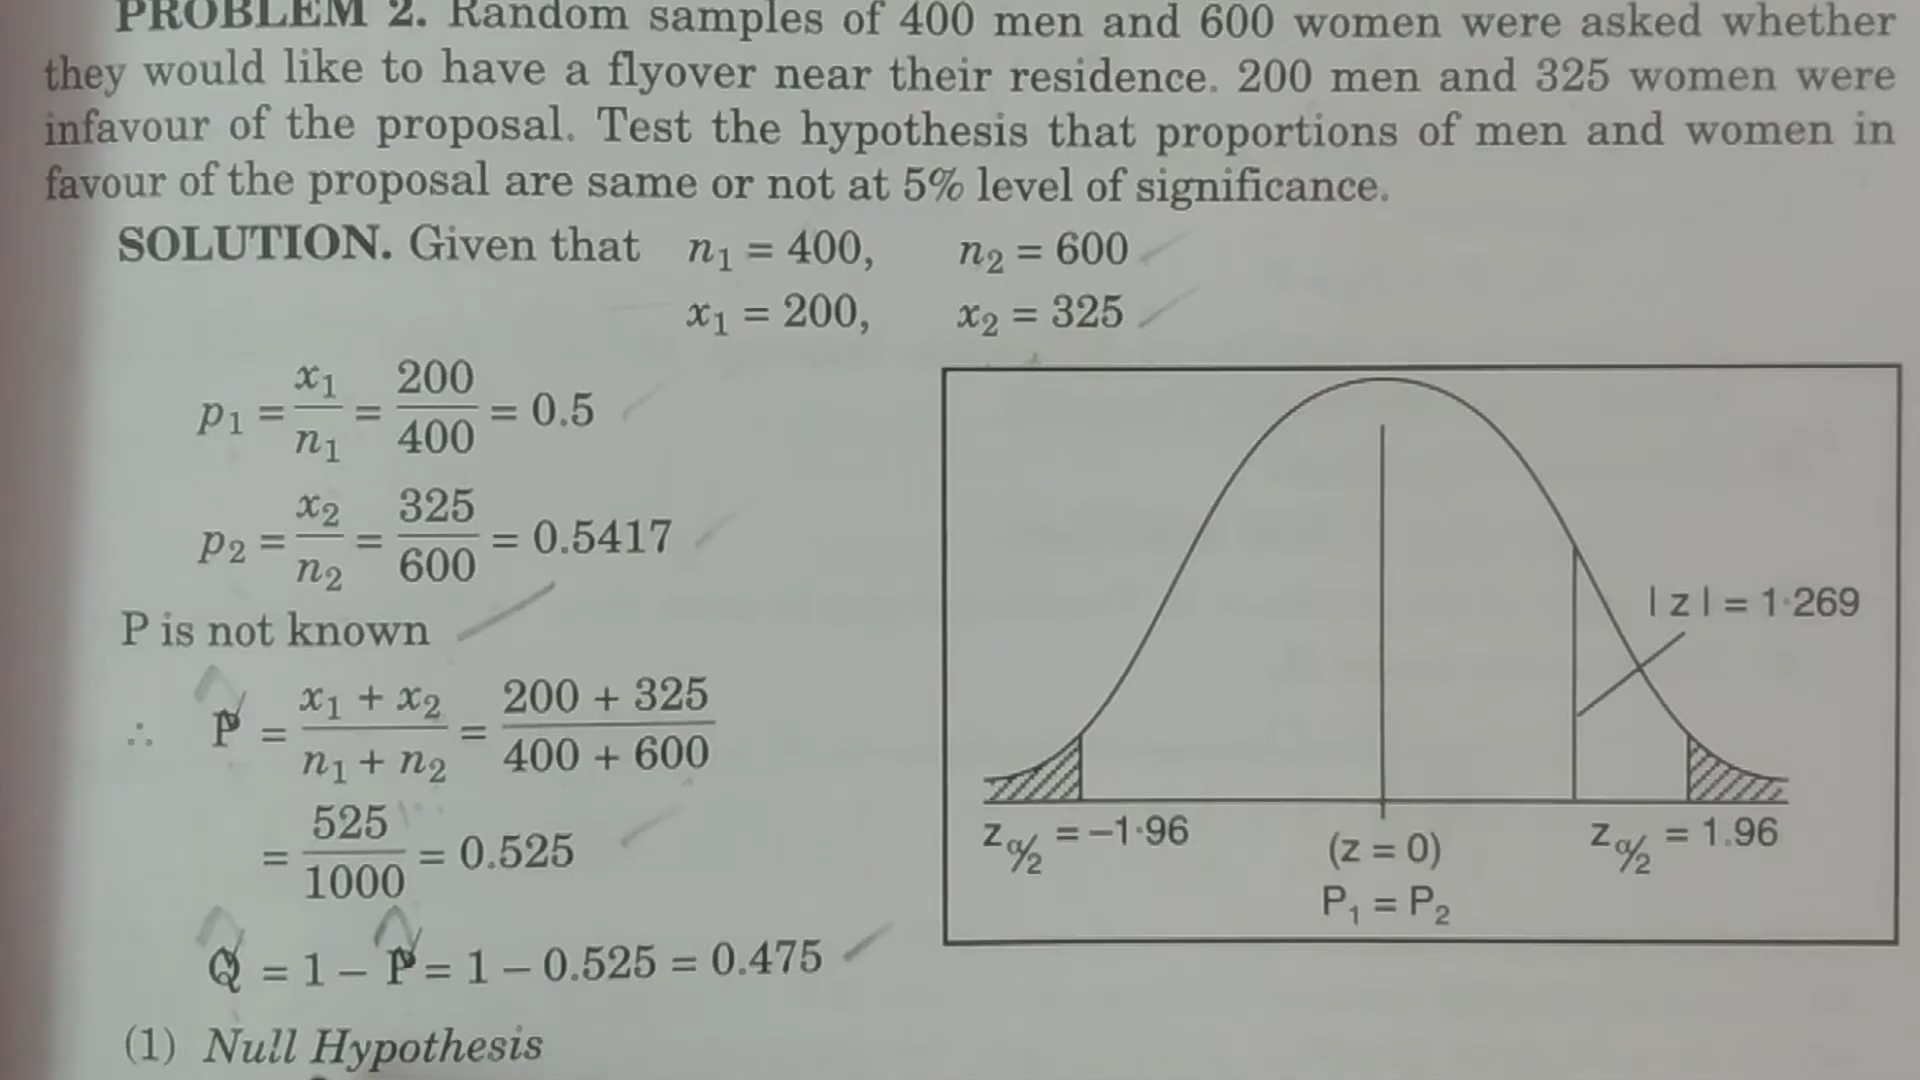 PROBLEM 2. Random samples of 400 men and 600 women were asked whether
they would like to have a flyover near their residence. 200 men and 325 women were
infavour of the proposal. Test the hypothesis that proportions of men and women in
favour of the proposal are same or not at 5% level of significance.
SOLUTION. Given that n₁ = 400, n₂ = 600
x₁ = 200, x₂ = 325
p₁ = x₁/n₁ = 200/400 = 0.5
p₂ = x₂/n₂ = 325/600 = 0.5417
P is not known
∴ P̂ = (x₁ + x₂)/(n₁ + n₂) = (200 + 325)/(400 + 600)
= 525/1000 = 0.525
Q̂ = 1 – P̂ = 1 – 0.525 = 0.475
(1) Null Hypothesis
| z | = 1·269
z α/2 = –1·96
(z = 0)
P₁ = P₂
z α/2 = 1.96